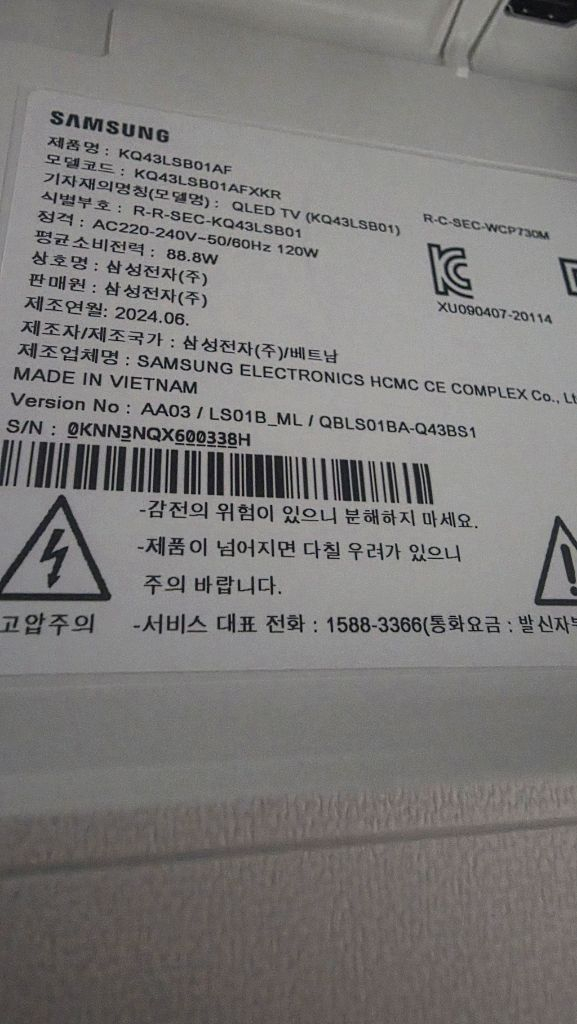 SAMSUNG
제품명 : KQ43LSB01AF
모델코드 : KQ43LSB01AFXKR
기자재의명칭(모델명) : QLED TV (KQ43LSB01)
식별부호 : R-R-SEC-KQ43LSB01
R-C-SEC-WCP730M
정격 : AC220-240V~50/60Hz 120W
평균소비전력 : 88.8W
상호명 : 삼성전자(주)
판매원 : 삼성전자(주)
XU090407-20114
제조연월: 2024.06.
제조자/제조국가 : 삼성전자(주)/베트남
제조업체명 : SAMSUNG ELECTRONICS HCMC CE COMPLEX Co., Lt
MADE IN VIETNAM
Version No : AA03 / LS01B_ML / QBLS01BA-Q43BS1
S/N : 0KNN3NQX600338H
-감전의 위험이 있으니 분해하지 마세요.
-제품이 넘어지면 다칠 우려가 있으니
주의 바랍니다.
고압주의
-서비스 대표 전화 : 1588-3366(통화요금 : 발신자부